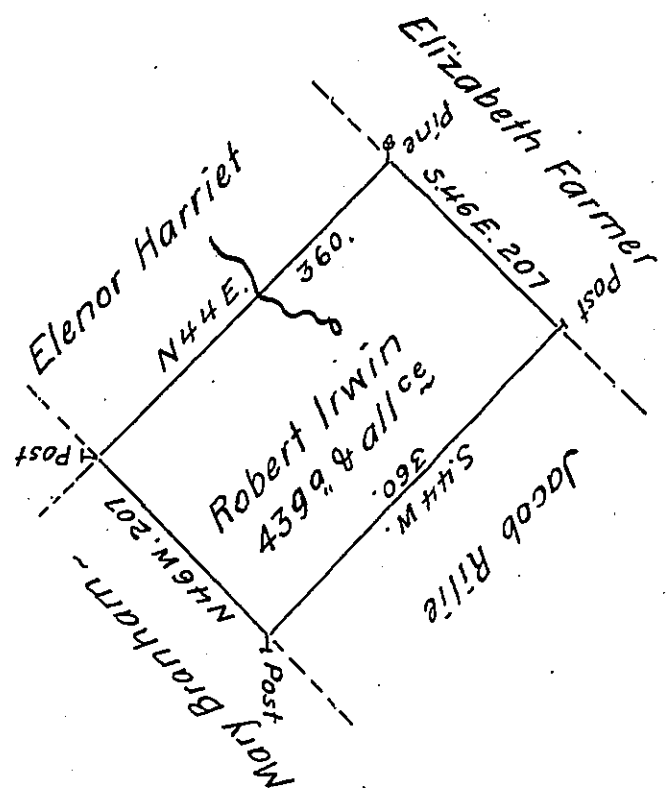 Elizabeth Farmer
Pine
S.46E. 207
Post
Elenor Harriet
N44E.
360.
Robert Irwin
439a,, & allce
S.44W.
360.
Jacob Rilie
Post
N46W. 207
Mary Branham~
Post